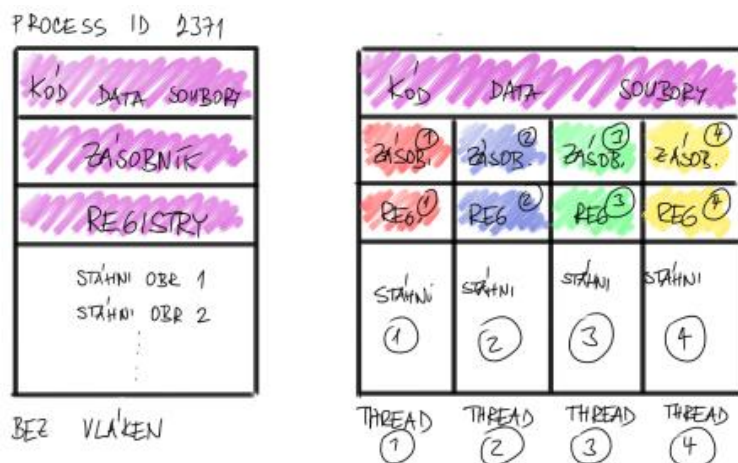 PROCESS ID 2371
KÓD DATA SOUBORY
ZÁSOBNÍK
REGISTRY
STÁHNI OBR 1
STÁHNI OBR 2
BEZ VLÁKEN
KÓD DATA SOUBORY
ZÁSOB. 1 ZÁSOB. 2 ZÁSOB. 3 ZÁSOB. 4
REG 1 REG 2 REG 3 REG 4
STÁHNI STÁHNI STÁHNI STÁHNI
1 2 3 4
THREAD THREAD THREAD THREAD
1 2 3 4